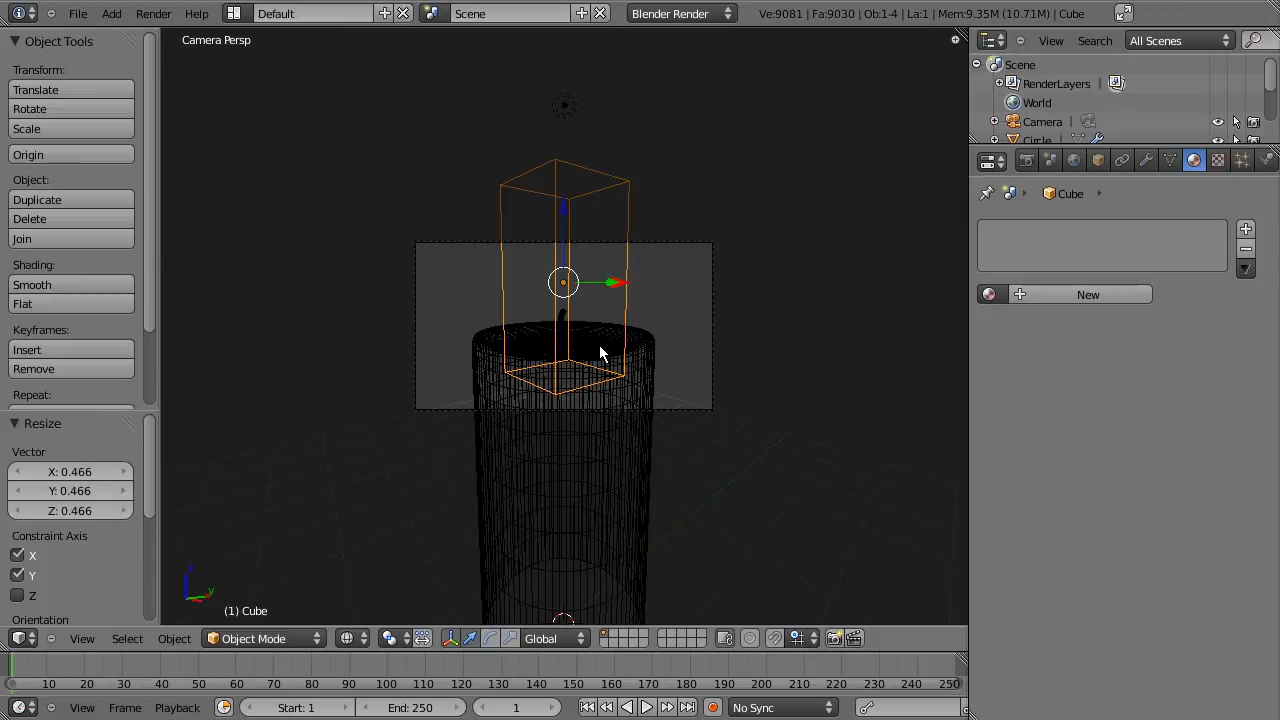 File Add Render Help Default Scene Blender Render Ve:9081 | Fa:9030 | Ob:1-4 | La:1 | Mem:9.35M (10.71M) | Cube
Object Tools
Transform:
Translate
Rotate
Scale
Origin
Object:
Duplicate
Delete
Join
Shading:
Smooth
Flat
Keyframes:
Insert
Remove
Repeat:
Resize
Vector
X: 0.466
Y: 0.466
Z: 0.466
Constraint Axis
X
Y
Z
Orientation
Camera Persp
z
y
(1) Cube
View Select Object Object Mode Global
View Search All Scenes
Scene
RenderLayers |
World
Camera |
Circle |
Cube
New
10 20 30 40 50 60 70 80 90 100 110 120 130 140 150 160 170 180 190 200 210 220 230 240 250
View Frame Playback Start: 1 End: 250 1 No Sync